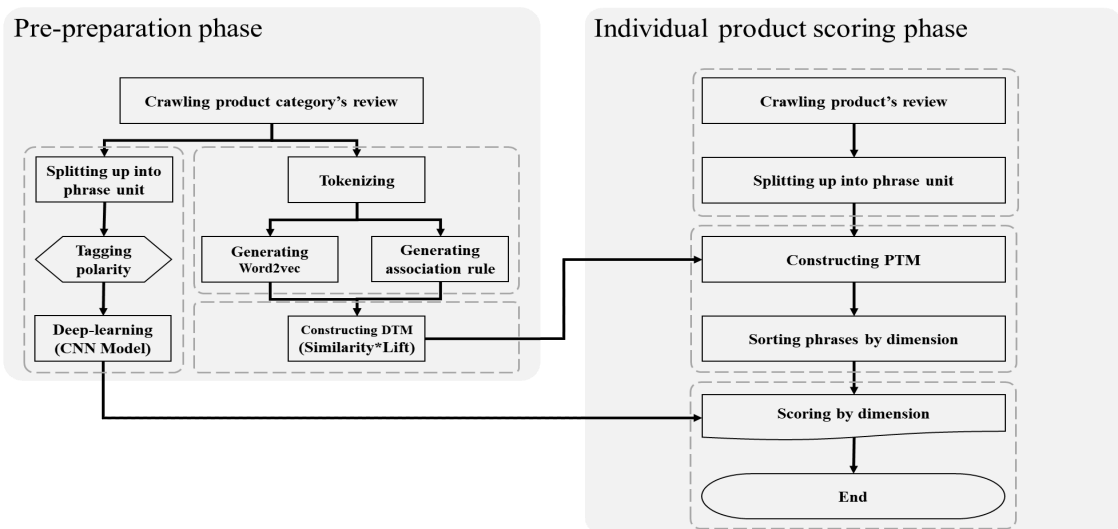 Pre-preparation phase
Crawling product category's review
Splitting up into
phrase unit
Tagging
polarity
Deep-learning
(CNN Model)
Tokenizing
Generating
Word2vec
Generating
association rule
Constructing DTM
(Similarity*Lift)
Individual product scoring phase
Crawling product's review
Splitting up into phrase unit
Constructing PTM
Sorting phrases by dimension
Scoring by dimension
End